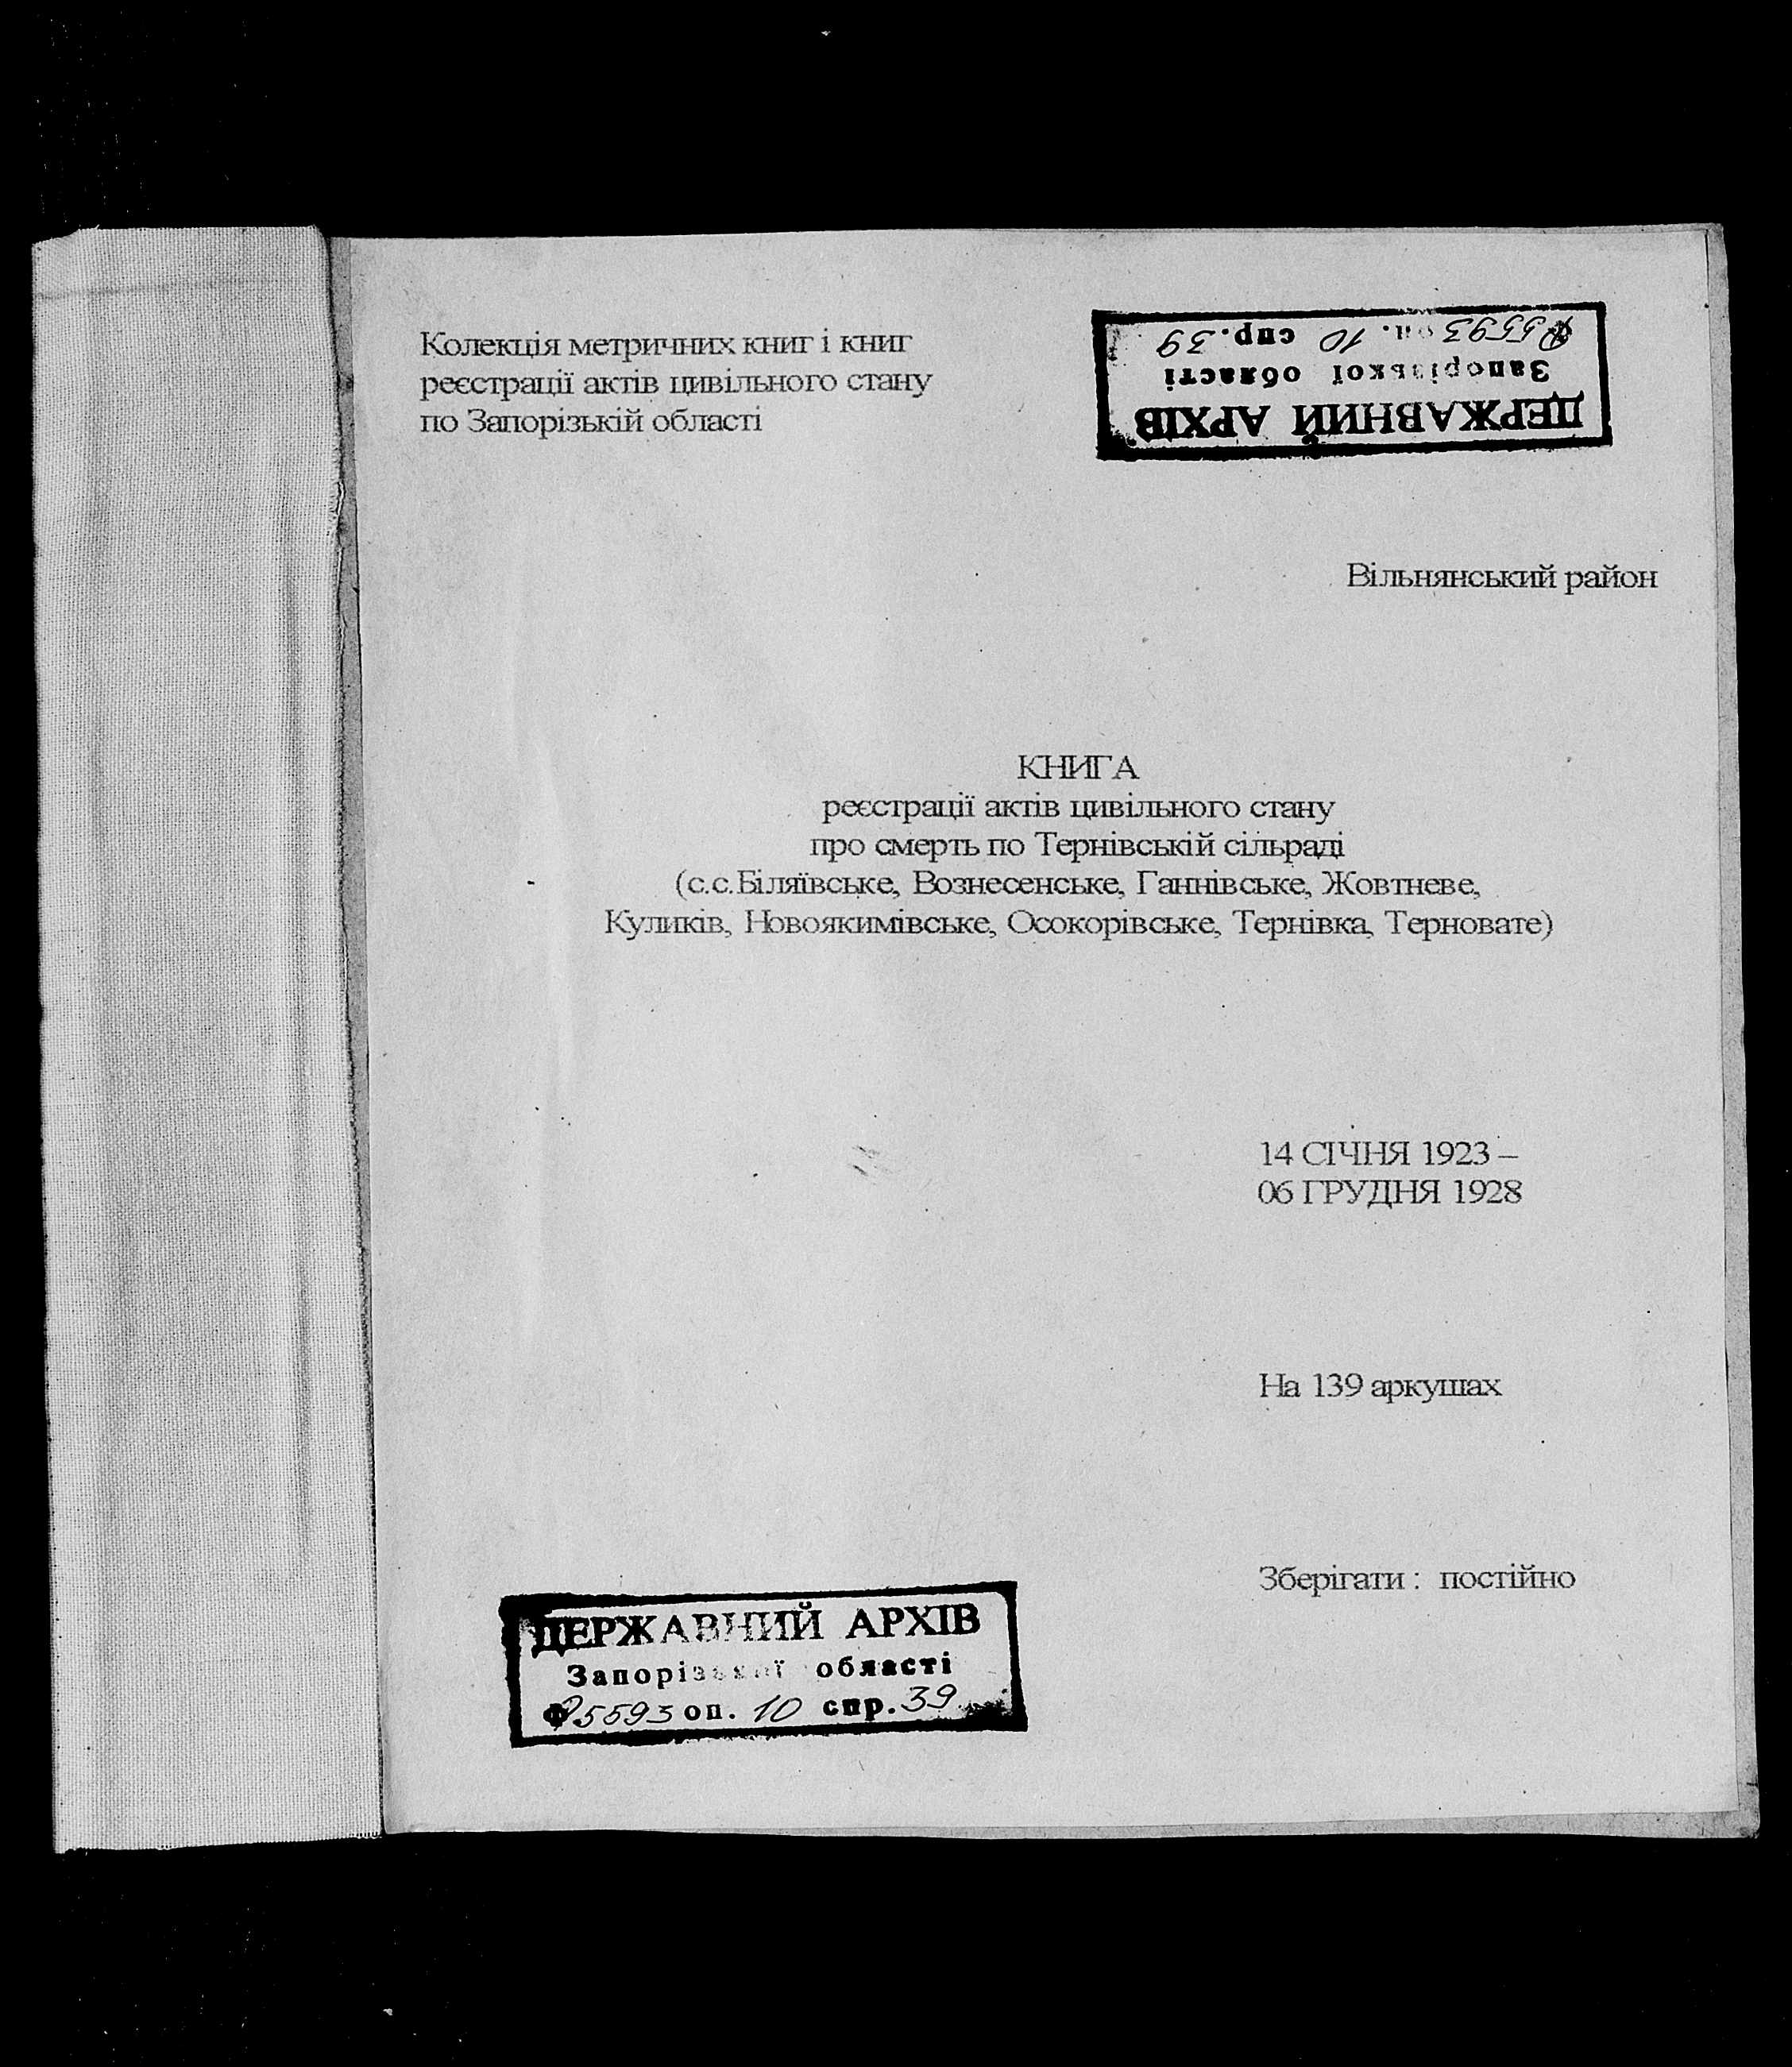 Колекція метричних книг і книг
реєстрації актів цивільного стану
по Запорізькій області
ДЕРЖАВНИЙ АРХІВ
Запорізької області
Ф 5593 оп. 10 спр. 39
Вільнянський район
КНИГА
реєстрації актів цивільного стану
про смерть по Тернівській сільраді
(с.с.Біляївське, Вознесенське, Ганнівське, Жовтневе,
Куликів, Новоякимівське, Осокорівське, Тернівка, Терновате)
14 СІЧНЯ 1923 –
06 ГРУДНЯ 1928
На 139 аркушах
Зберігати : постійно
ДЕРЖАВНИЙ АРХІВ
Запорізької області
Ф 5593 оп. 10 спр. 39